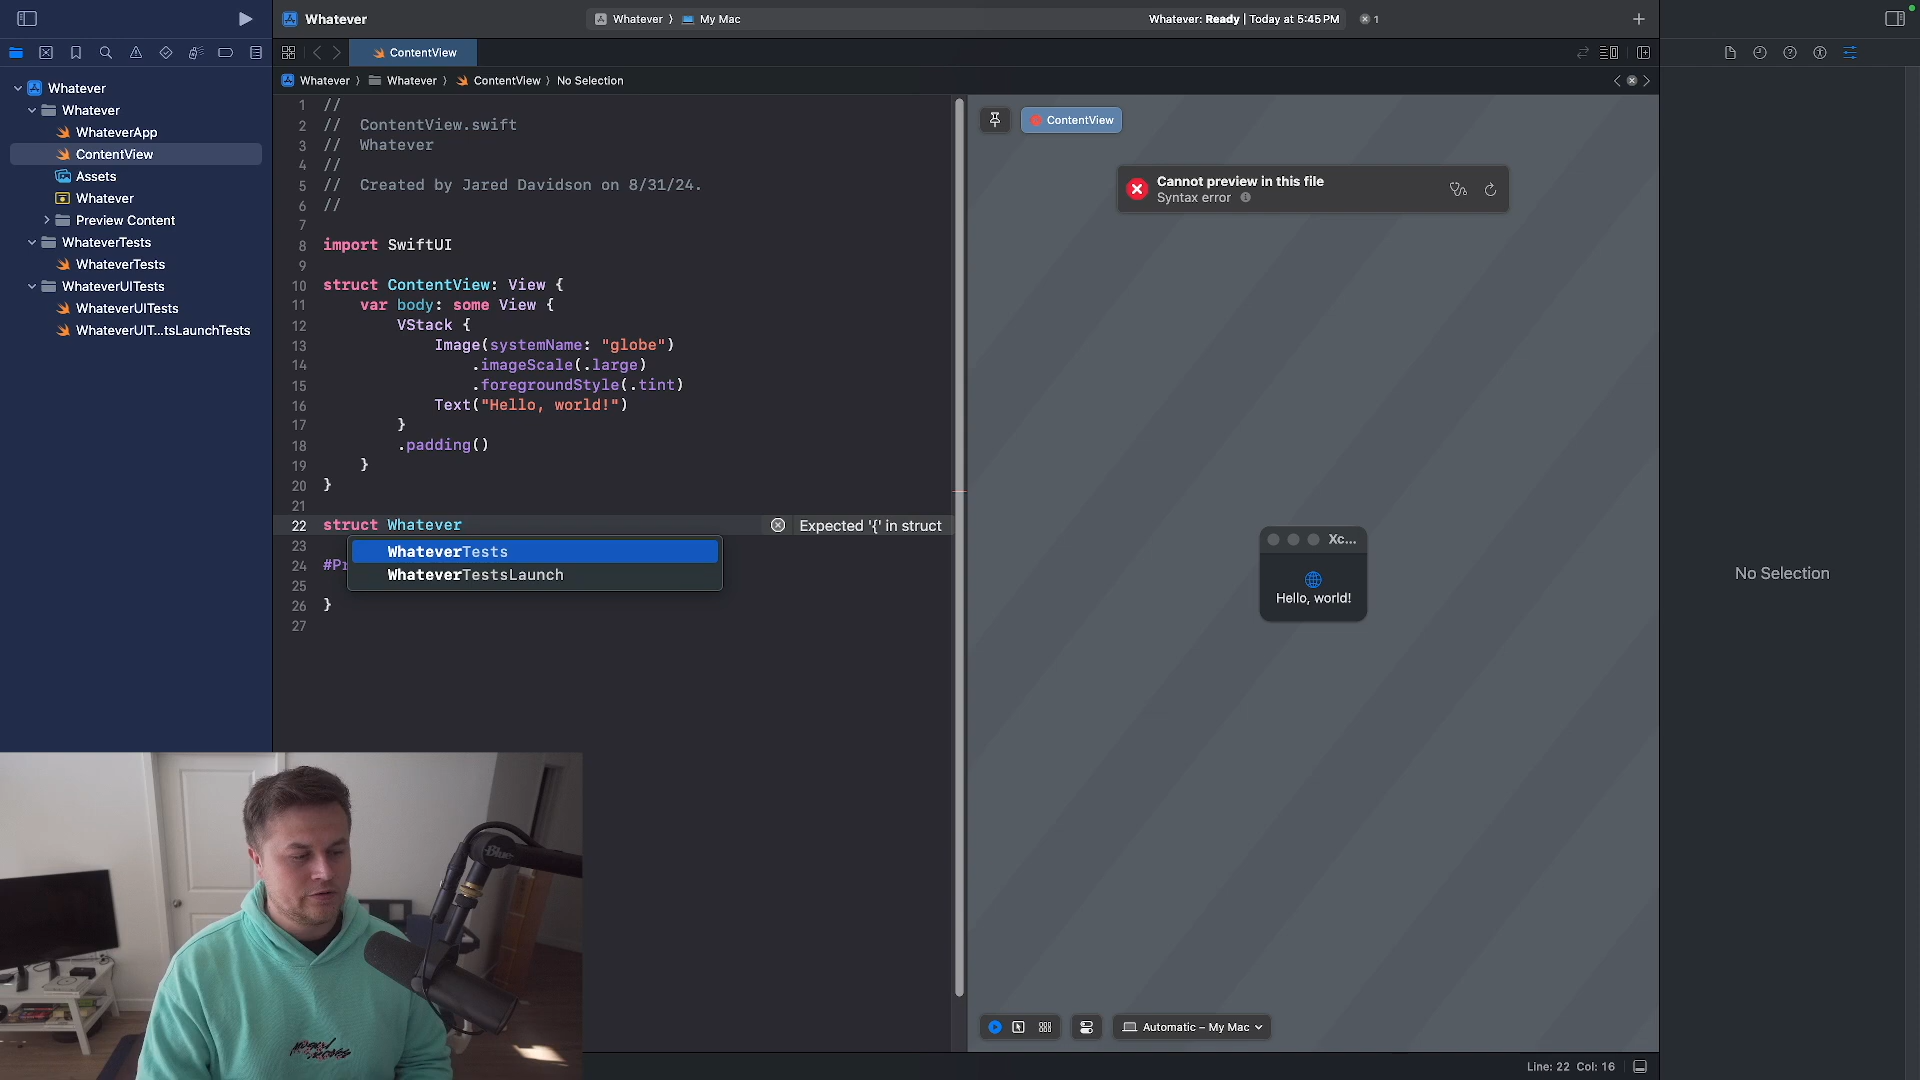 Whatever
Whatever 〉 My Mac
Whatever: Ready | Today at 5:45 PM
1
ContentView
Whatever 〉 Whatever 〉 ContentView 〉 No Selection
Whatever
Whatever
WhateverApp
ContentView
Assets
Whatever
Preview Content
WhateverTests
WhateverTests
WhateverUITests
WhateverUITests
WhateverUIT...tsLaunchTests
1 //
2 //  ContentView.swift
3 //  Whatever
4 //
5 //  Created by Jared Davidson on 8/31/24.
6 //
7
8 import SwiftUI
9
10 struct ContentView: View {
11     var body: some View {
12         VStack {
13             Image(systemName: "globe")
14                 .imageScale(.large)
15                 .foregroundStyle(.tint)
16             Text("Hello, world!")
17         }
18         .padding()
19     }
20 }
21
22 struct Whatever
Expected '{' in struct
23
WhateverTests
24 #Pr
WhateverTestsLaunch
25
26 }
27
ContentView
Cannot preview in this file
Syntax error
Xc...
Hello, world!
No Selection
Automatic – My Mac
Line: 22 Col: 16
Blue